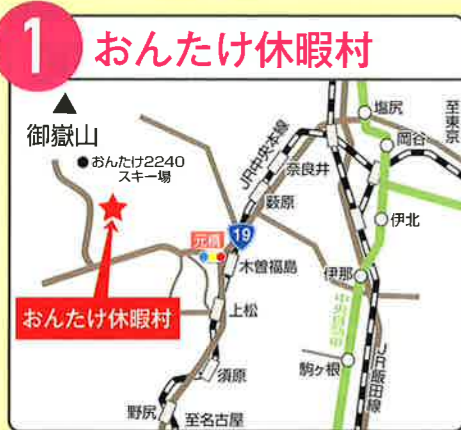 1
おんたけ休暇村
御嶽山
おんたけ2240
スキー場
元橋
19
木曽福島
おんたけ休暇村
上松
須原
野尻
至名古屋
JR中央本線
奈良井
薮原
塩尻
岡谷
至東京
伊北
伊那
中央自動車道
駒ヶ根
JR飯田線